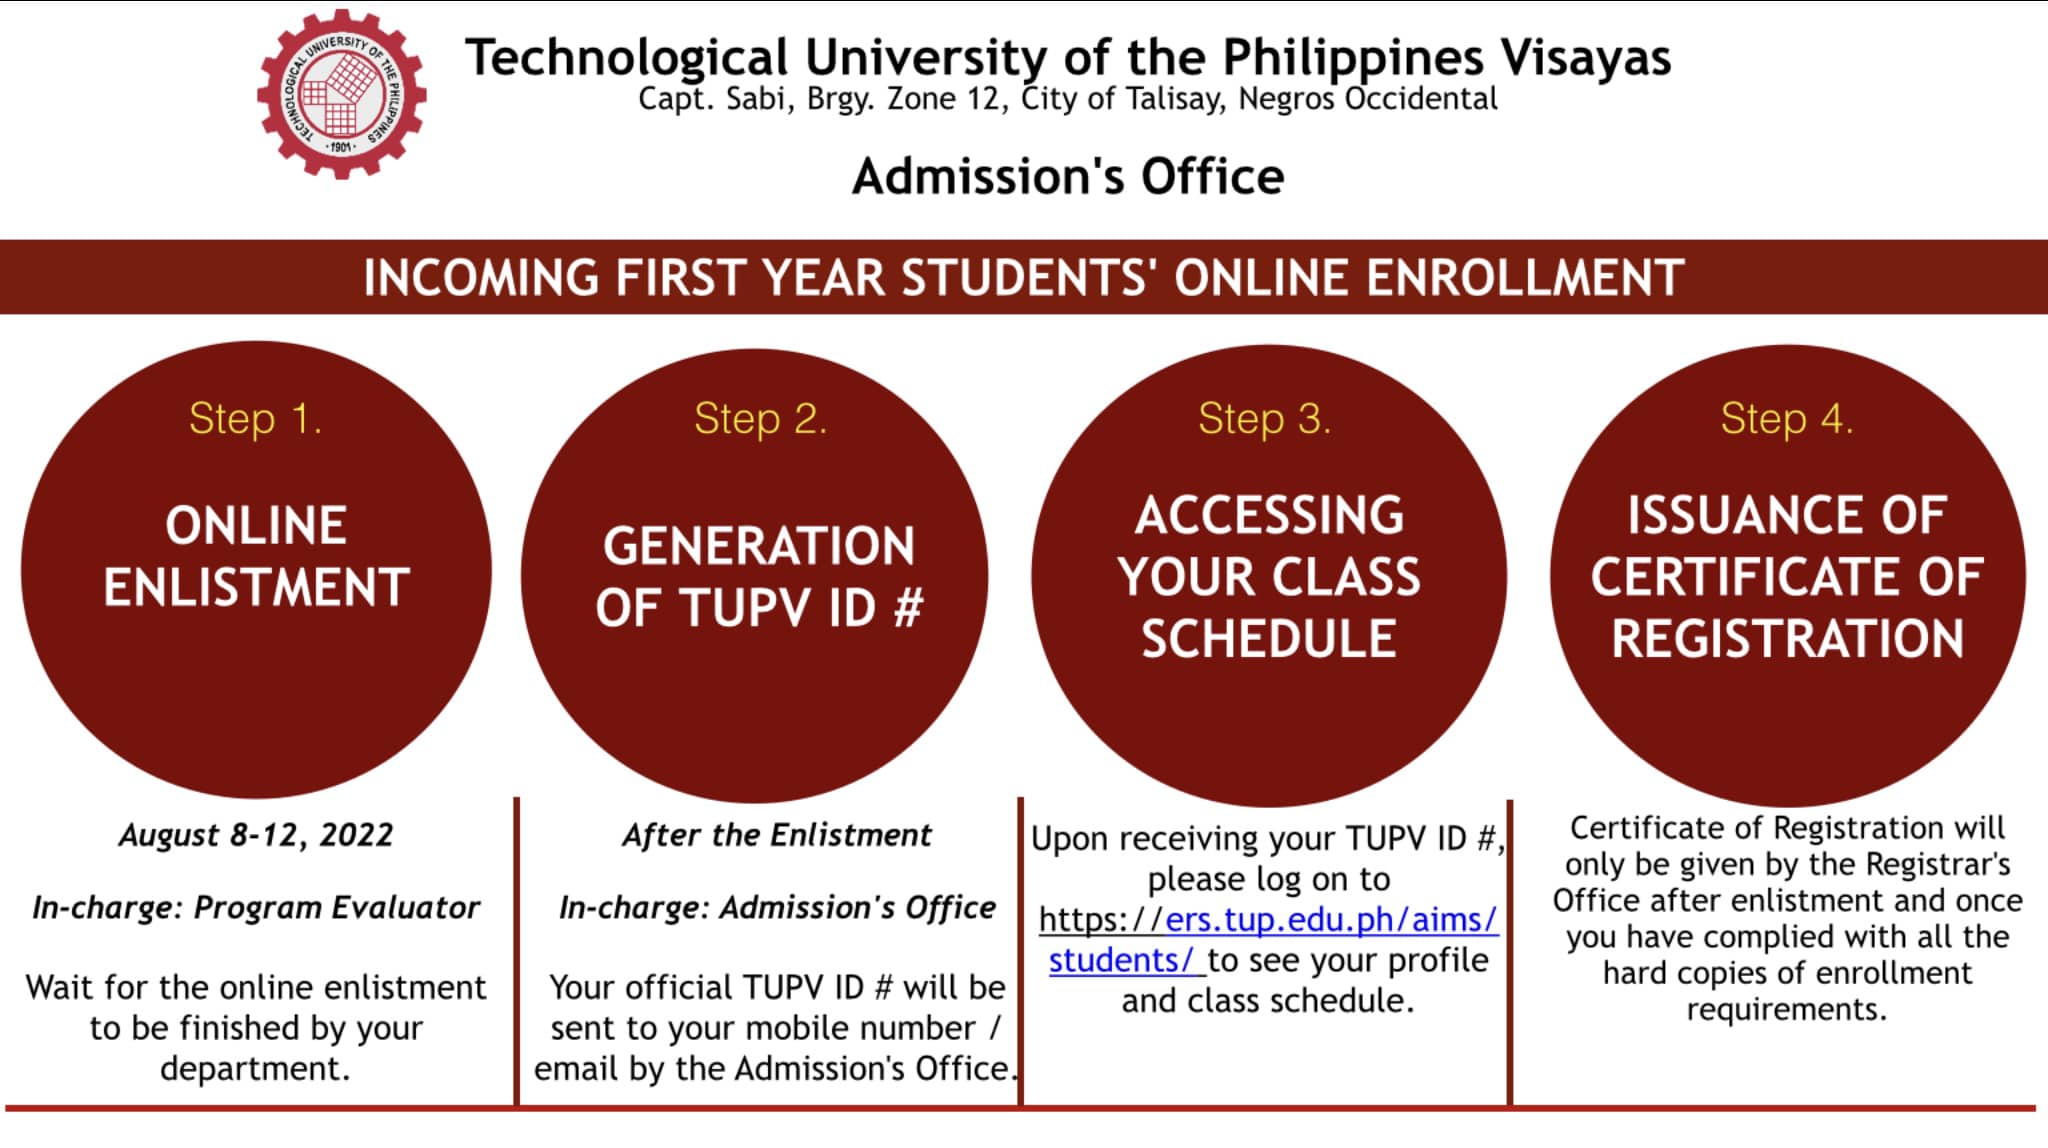 TECHNOLOGICAL UNIVERSITY OF THE PHILIPPINES
·1901·
Technological University of the Philippines Visayas
Capt. Sabi, Brgy. Zone 12, City of Talisay, Negros Occidental
Admission's Office
INCOMING FIRST YEAR STUDENTS' ONLINE ENROLLMENT
Step 1.
ONLINE
ENLISTMENT
August 8-12, 2022
In-charge: Program Evaluator
Wait for the online enlistment
to be finished by your
department.
Step 2.
GENERATION
OF TUPV ID #
After the Enlistment
In-charge: Admission's Office
Your official TUPV ID # will be
sent to your mobile number /
email by the Admission's Office.
Step 3.
ACCESSING
YOUR CLASS
SCHEDULE
Upon receiving your TUPV ID #,
please log on to
https://ers.tup.edu.ph/aims/
students/ to see your profile
and class schedule.
Step 4.
ISSUANCE OF
CERTIFICATE OF
REGISTRATION
Certificate of Registration will
only be given by the Registrar's
Office after enlistment and once
you have complied with all the
hard copies of enrollment
requirements.